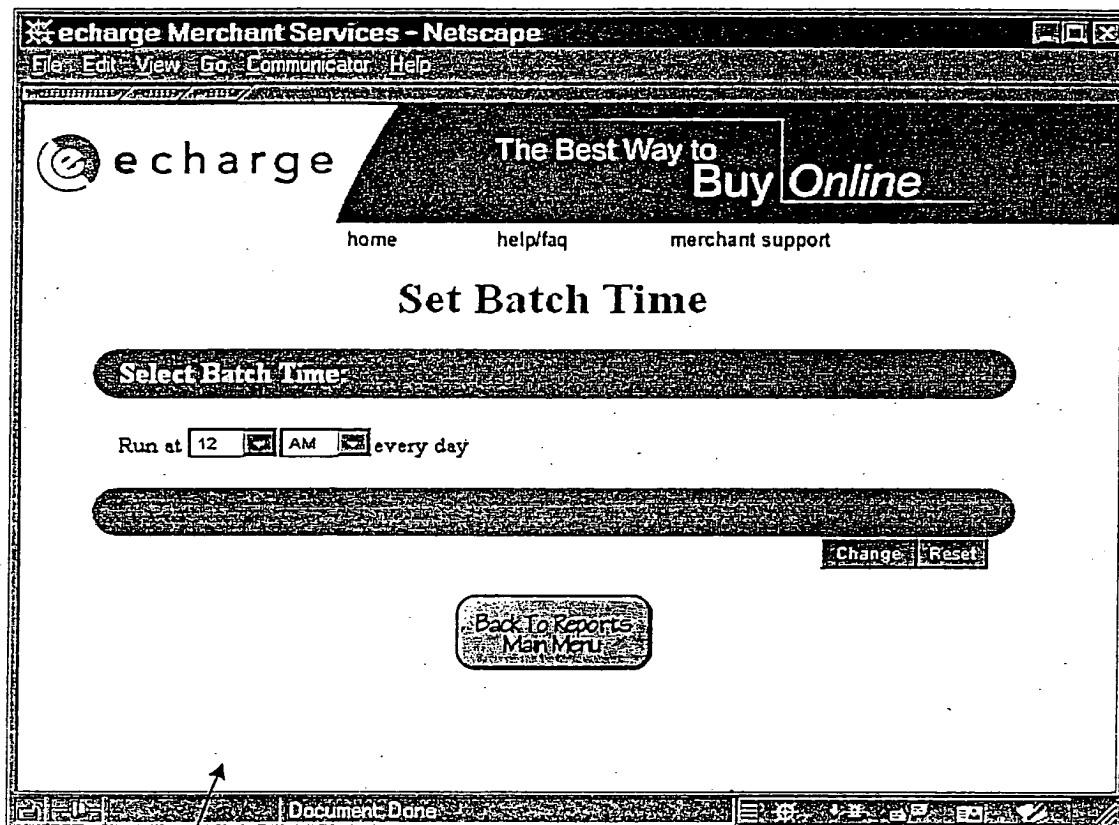 echarge Merchant Services - Netscape
File Edit View Go Communicator Help
echarge
The Best Way to
Buy Online
home help/faq merchant support
Set Batch Time
Select Batch Time:
Run at 12 AM every day
Change Reset
Back To Reports
Main Menu
Document: Done